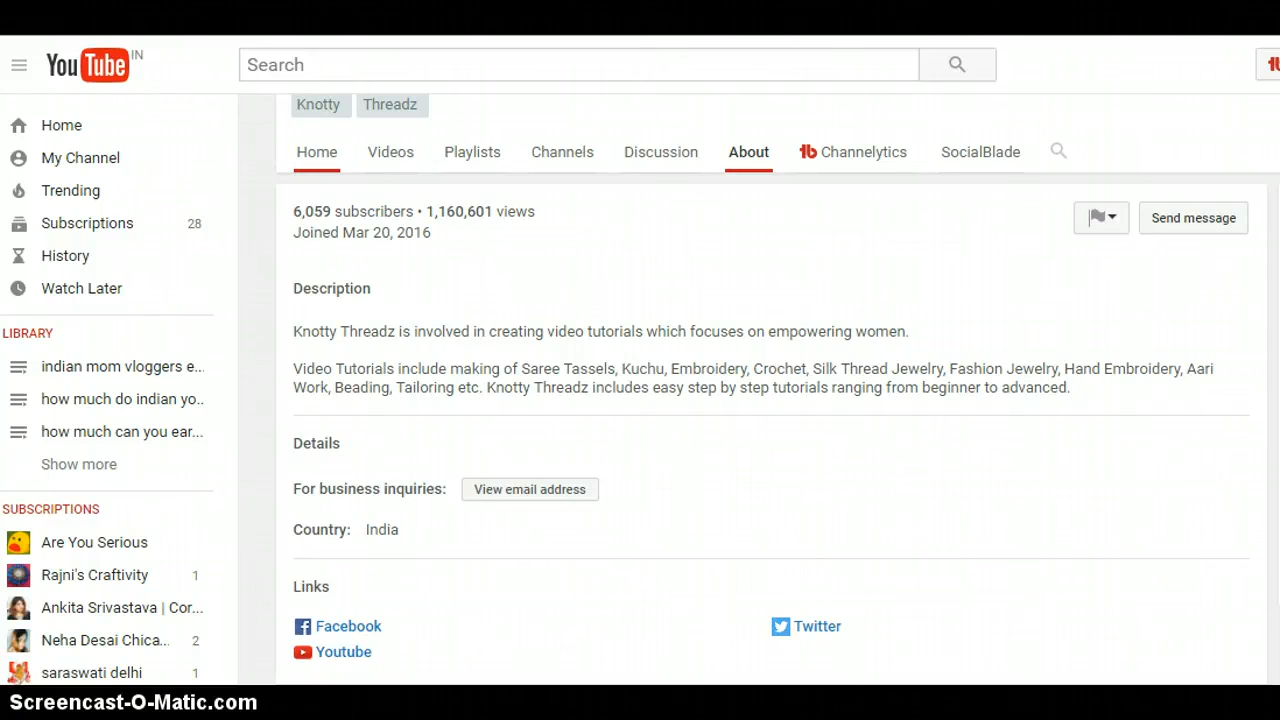 YouTube IN
Search
Knotty Threadz
Home Videos Playlists Channels Discussion About Channelytics SocialBlade
Home
My Channel
Trending
Subscriptions 28
History
Watch Later
LIBRARY
indian mom vloggers e...
how much do indian yo..
how much can you ear...
Show more
SUBSCRIPTIONS
Are You Serious
Rajni's Craftivity 1
Ankita Srivastava | Cor...
Neha Desai Chica... 2
saraswati delhi 1
6,059 subscribers • 1,160,601 views
Joined Mar 20, 2016
Send message
Description
Knotty Threadz is involved in creating video tutorials which focuses on empowering women.
Video Tutorials include making of Saree Tassels, Kuchu, Embroidery, Crochet, Silk Thread Jewelry, Fashion Jewelry, Hand Embroidery, Aari
Work, Beading, Tailoring etc. Knotty Threadz includes easy step by step tutorials ranging from beginner to advanced.
Details
For business inquiries: View email address
Country: India
Links
Facebook Twitter
Youtube
Screencast-O-Matic.com